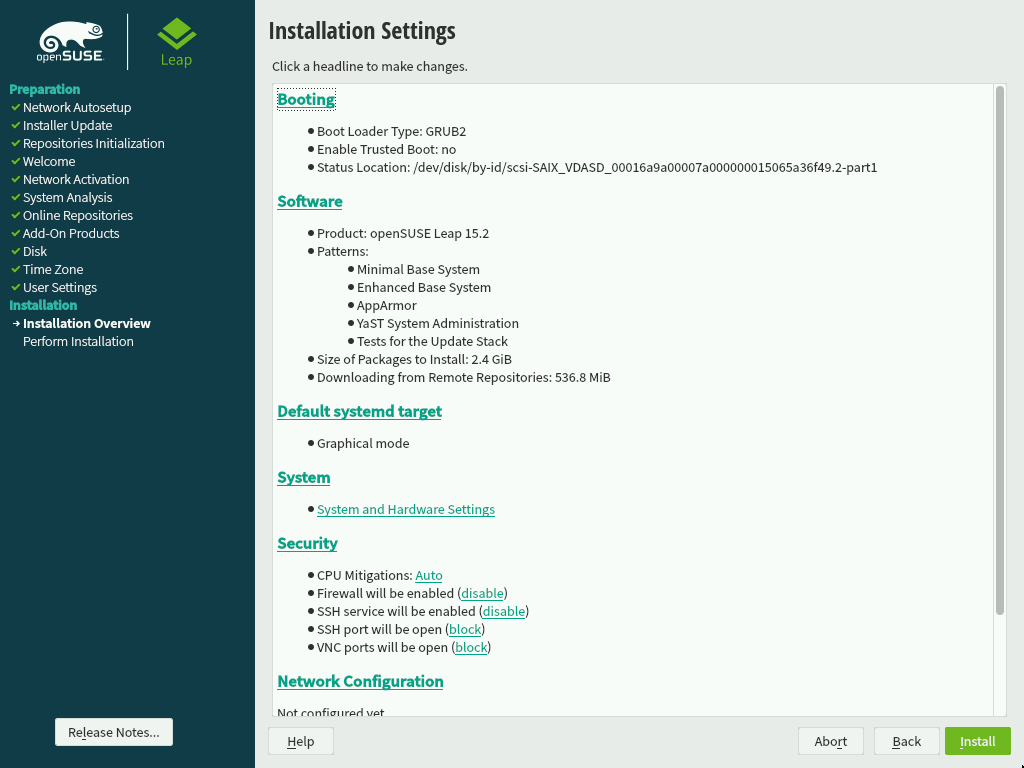 openSUSE
Leap
Preparation
Network Autosetup
Installer Update
Repositories Initialization
Welcome
Network Activation
System Analysis
Online Repositories
Add-On Products
Disk
Time Zone
User Settings
Installation
Installation Overview
Perform Installation
Release Notes...
Installation Settings
Click a headline to make changes.
Booting
Boot Loader Type: GRUB2
Enable Trusted Boot: no
Status Location: /dev/disk/by-id/scsi-SAIX_VDASD_00016a9a00007a000000015065a36f49.2-part1
Software
Product: openSUSE Leap 15.2
Patterns:
Minimal Base System
Enhanced Base System
AppArmor
YaST System Administration
Tests for the Update Stack
Size of Packages to Install: 2.4 GiB
Downloading from Remote Repositories: 536.8 MiB
Default systemd target
Graphical mode
System
System and Hardware Settings
Security
CPU Mitigations: Auto
Firewall will be enabled (disable)
SSH service will be enabled (disable)
SSH port will be open (block)
VNC ports will be open (block)
Network Configuration
Not configured yet
Help
Abort
Back
Install